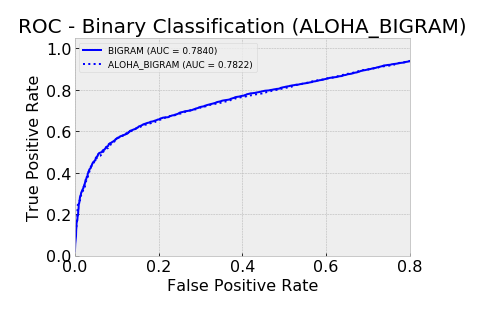 ROC - Binary Classification (ALOHA_BIGRAM)
BIGRAM (AUC = 0.7840)
ALOHA_BIGRAM (AUC = 0.7822)
True Positive Rate
1.0
0.8
0.6
0.4
0.2
0.0
0.0 0.2 0.4 0.6 0.8
False Positive Rate